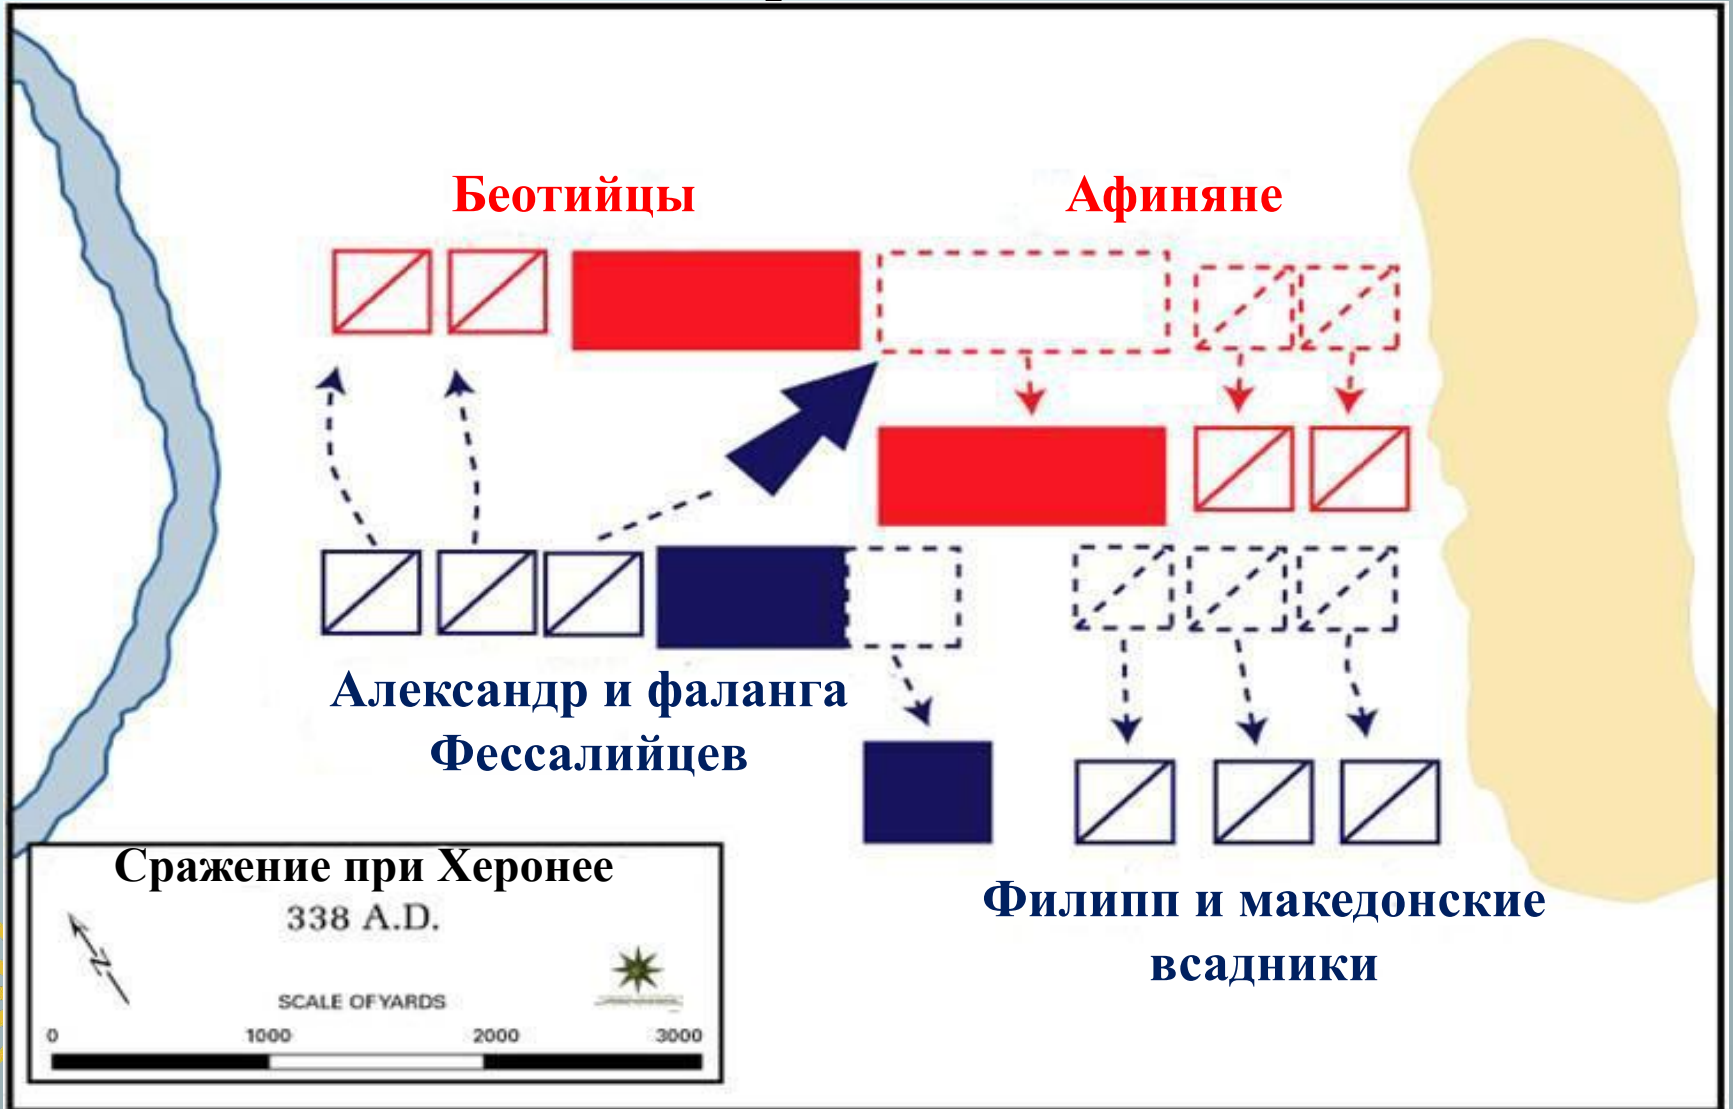 Беотийцы
Афиняне
Александр и фаланга
Фессалийцев
Филипп и македонские
всадники
Сражение при Херонее
338 A.D.
N
SCALE OF YARDS
0 1000 2000 3000